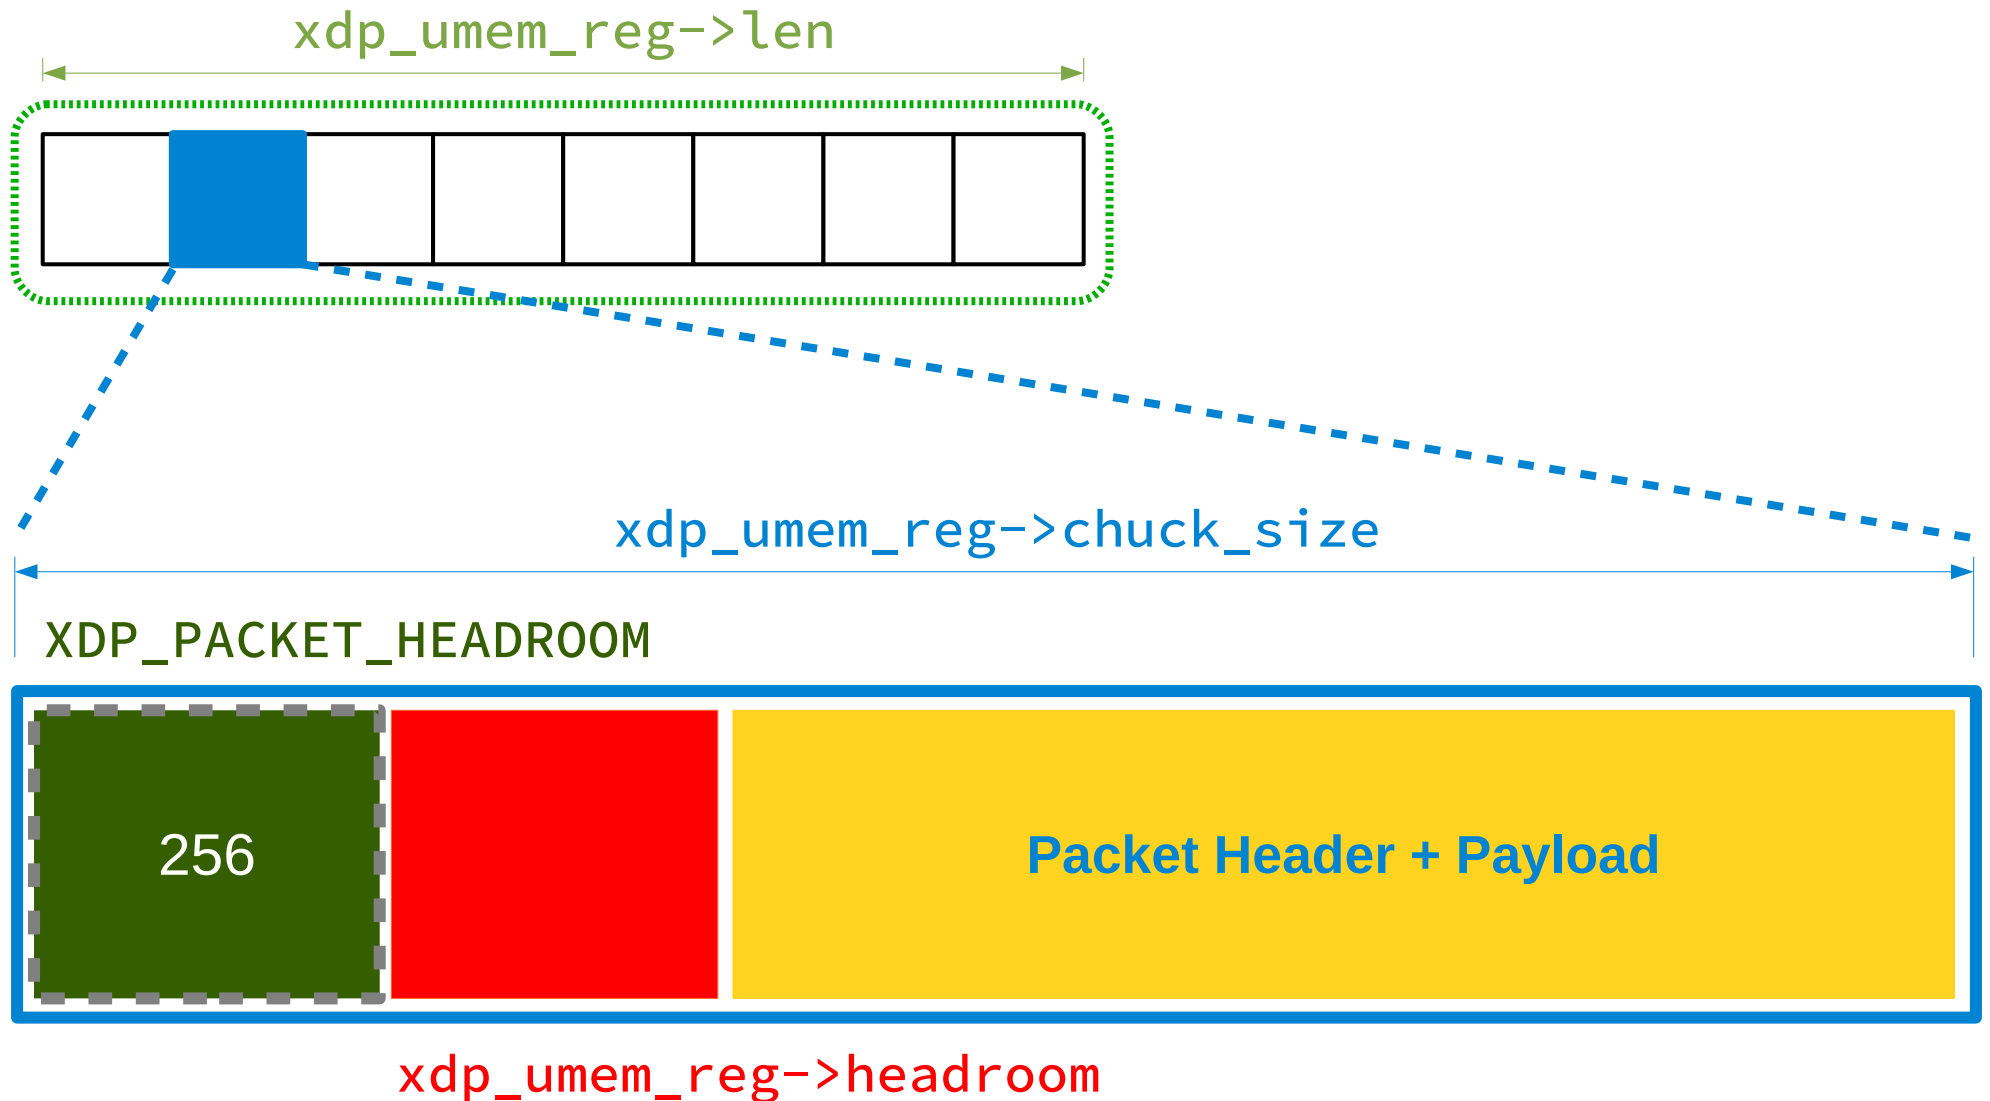 xdp_umem_reg->len
xdp_umem_reg->chuck_size
XDP_PACKET_HEADROOM
256
Packet Header + Payload
xdp_umem_reg->headroom